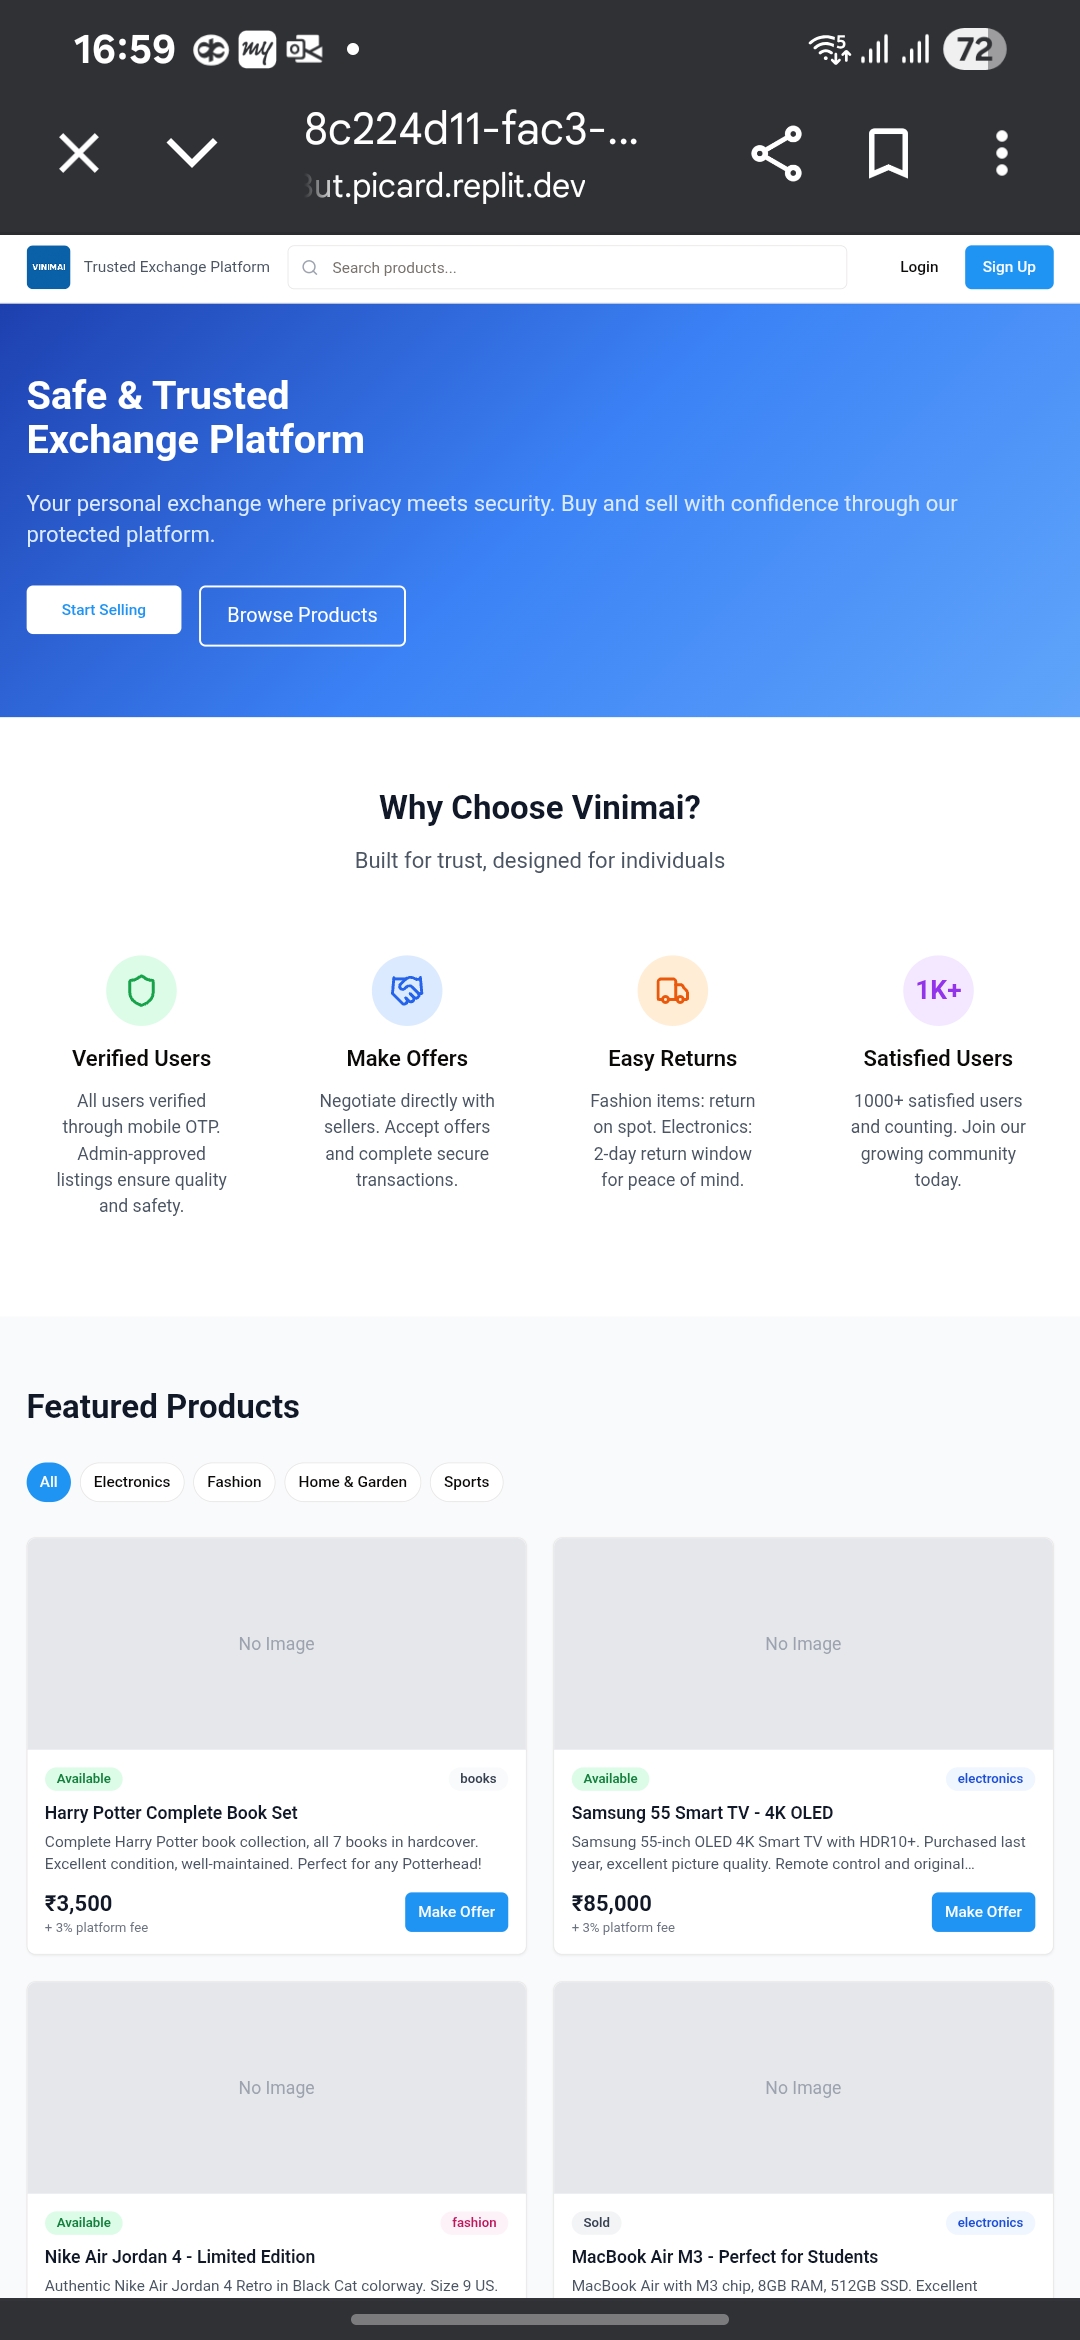 16:59
my
5
72
8c224d11-fac3-...
ut.picard.replit.dev
VINIMAI
Trusted Exchange Platform
Search products...
Login
Sign Up
Safe & Trusted
Exchange Platform
Your personal exchange where privacy meets security. Buy and sell with confidence through our
protected platform.
Start Selling
Browse Products
Why Choose Vinimai?
Built for trust, designed for individuals
1K+
Verified Users
Make Offers
Easy Returns
Satisfied Users
All users verified
through mobile OTP.
Admin-approved
listings ensure quality
and safety.
Negotiate directly with
sellers. Accept offers
and complete secure
transactions.
Fashion items: return
on spot. Electronics:
2-day return window
for peace of mind.
1000+ satisfied users
and counting. Join our
growing community
today.
Featured Products
All
Electronics
Fashion
Home & Garden
Sports
No Image
Available
books
Harry Potter Complete Book Set
Complete Harry Potter book collection, all 7 books in hardcover.
Excellent condition, well-maintained. Perfect for any Potterhead!
₹3,500
+ 3% platform fee
Make Offer
No Image
Available
electronics
Samsung 55 Smart TV - 4K OLED
Samsung 55-inch OLED 4K Smart TV with HDR10+. Purchased last
year, excellent picture quality. Remote control and original...
₹85,000
+ 3% platform fee
Make Offer
No Image
Available
fashion
Nike Air Jordan 4 - Limited Edition
Authentic Nike Air Jordan 4 Retro in Black Cat colorway. Size 9 US.
No Image
Sold
electronics
MacBook Air M3 - Perfect for Students
MacBook Air with M3 chip, 8GB RAM, 512GB SSD. Excellent